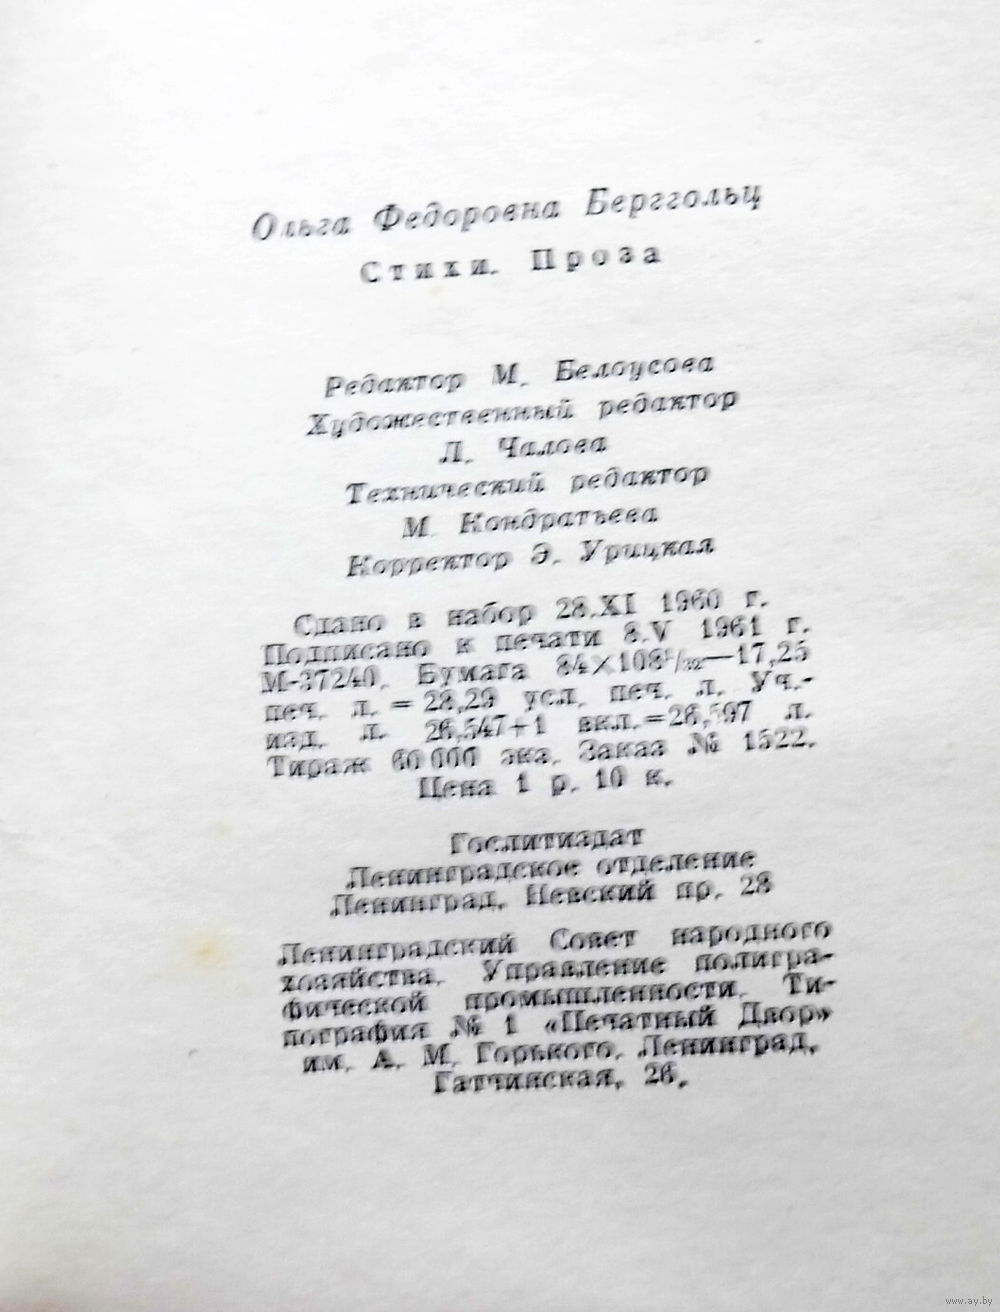 Ольга Федоровна Берггольц
Стихи. Проза
Редактор М. Белоусова
Художественный редактор
Л. Чалова
Технический редактор
М. Кондратьева
Корректор Э. Урицкая
Сдано в набор 28.XI 1960 г.
Подписано к печати 8.V 1961 г.
М-37240. Бумага 84×108¹/₃₂—17,25
печ. л. = 28,29 усл. печ. л. Уч.-
изд. л. 26,547+1 вкл.=26,597 л.
Тираж 60 000 экз. Заказ № 1522.
Цена 1 р. 10 к.
Гослитиздат
Ленинградское отделение
Ленинград, Невский пр. 28
Ленинградский Совет народного
хозяйства. Управление полигра-
фической промышленности. Ти-
пография № 1 «Печатный Двор»
им. А. М. Горького. Ленинград,
Гатчинская, 26.
www.ay.by